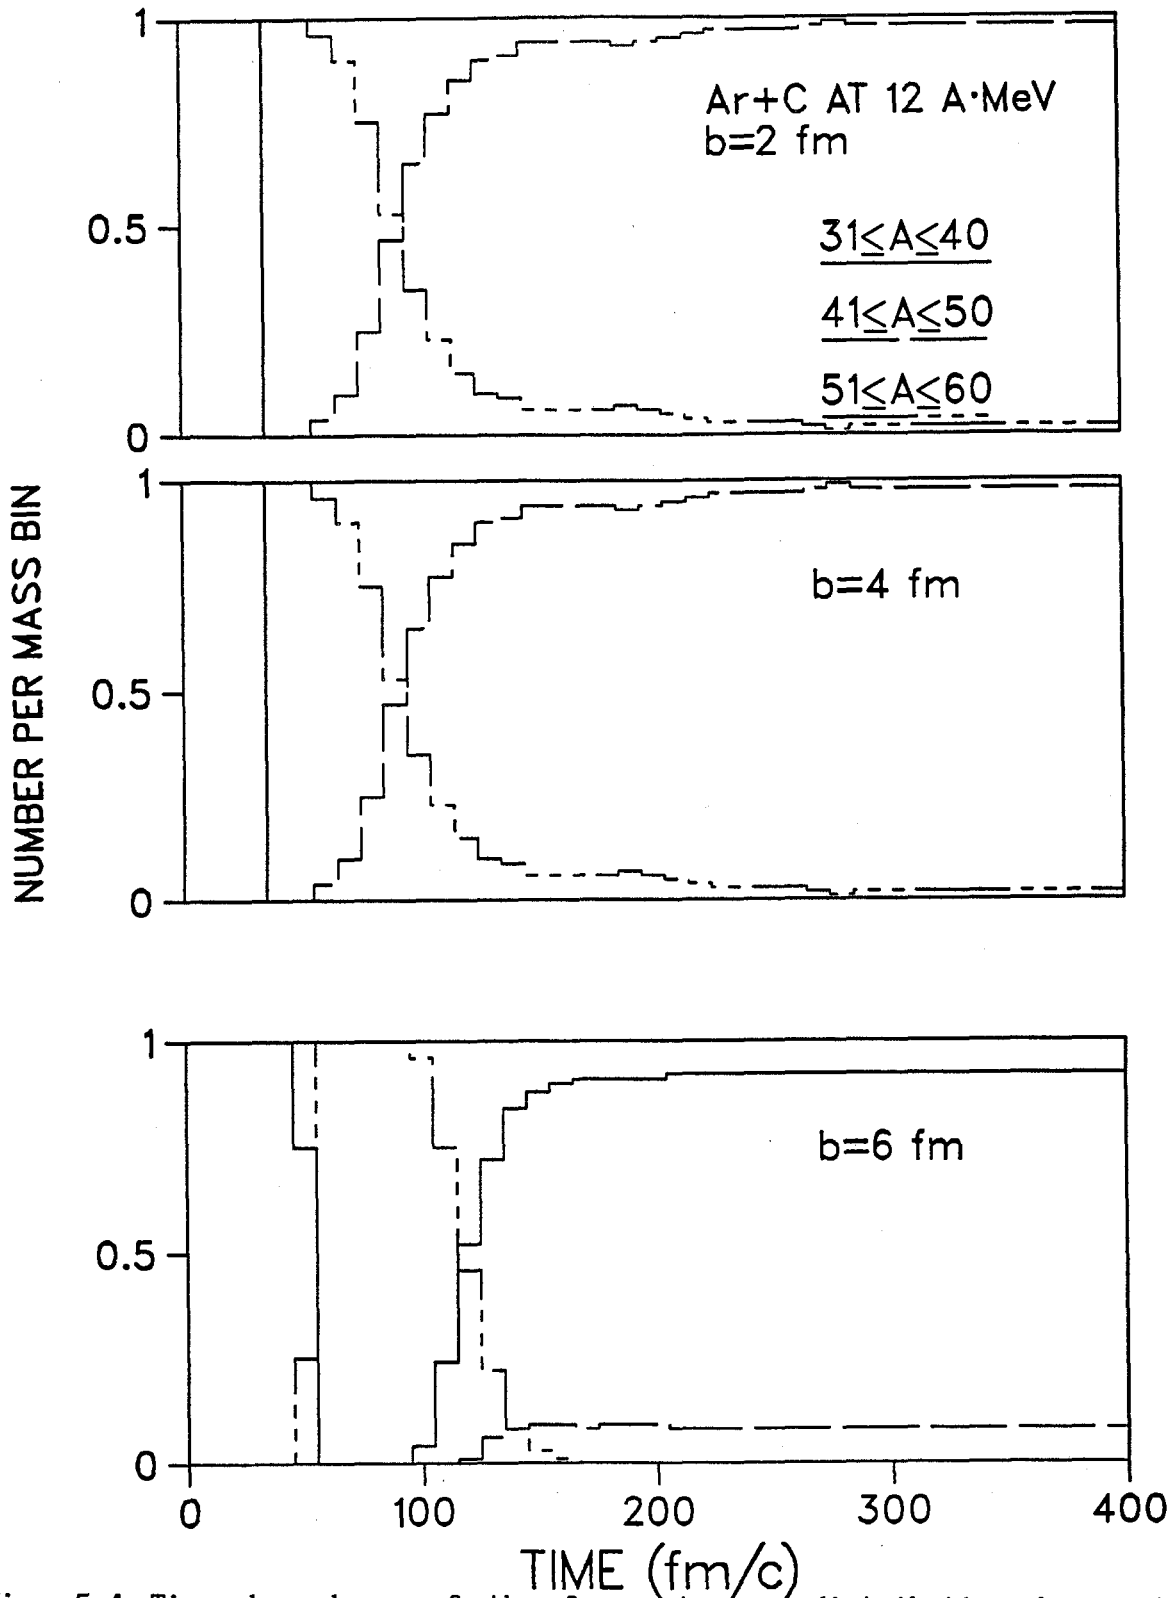 1
Ar+C AT 12 A·MeV
b=2 fm
0.5
31≤A≤40
41≤A≤50
51≤A≤60
0
NUMBER PER MASS BIN
1
b=4 fm
0.5
0
1
b=6 fm
0.5
0
0 100 200 300 400
TIME (fm/c)